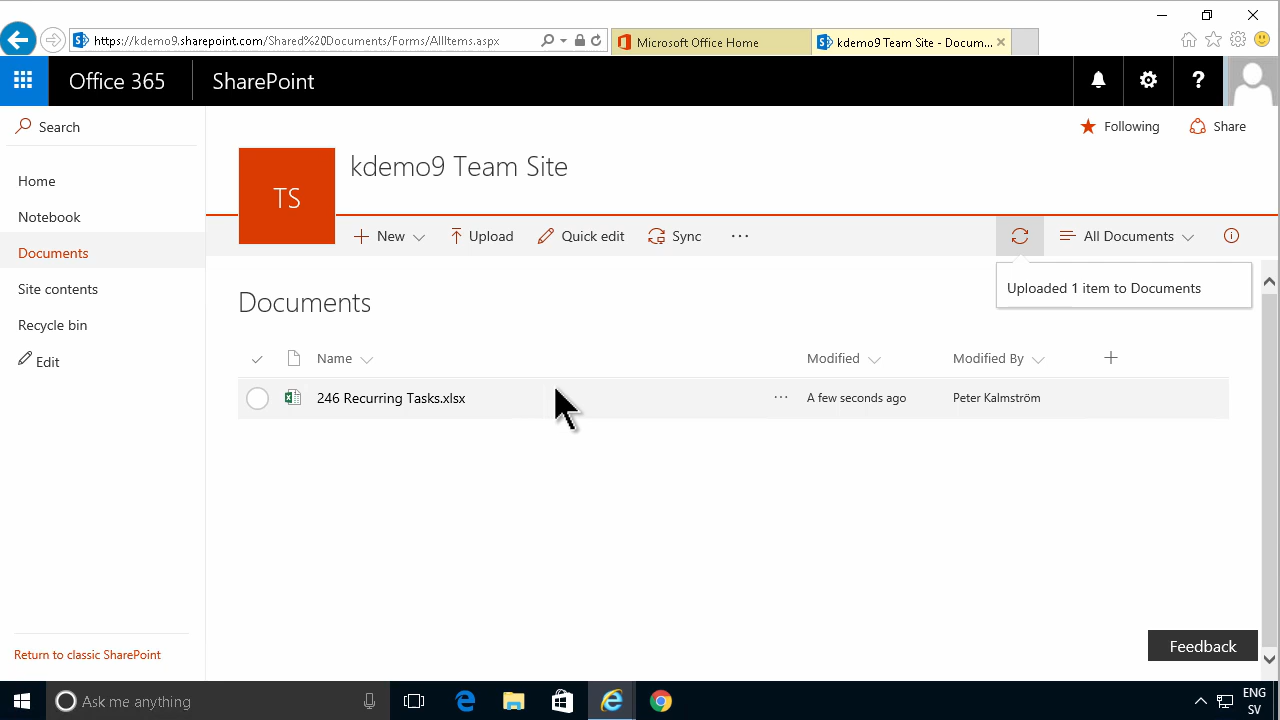 https://kdemo9.sharepoint.com/Shared%20Documents/Forms/AllItems.aspx
Microsoft Office Home
kdemo9 Team Site - Docum...
Office 365
SharePoint
?
Search
Following
Share
TS
kdemo9 Team Site
Home
Notebook
Documents
Site contents
Recycle bin
Edit
New
Upload
Quick edit
Sync
...
All Documents
Uploaded 1 item to Documents
Documents
Name
Modified
Modified By
246 Recurring Tasks.xlsx
...
A few seconds ago
Peter Kalmström
Return to classic SharePoint
Feedback
Ask me anything
ENG
SV